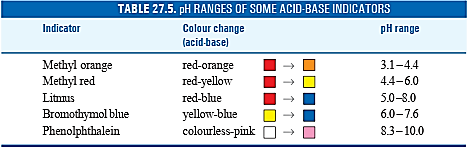 TABLE 27.5. pH RANGES OF SOME ACID-BASE INDICATORS
Indicator Colour change pH range
(acid-base)
Methyl orange red-orange → 3.1–4.4
Methyl red red-yellow → 4.4–6.0
Litmus red-blue → 5.0–8.0
Bromothymol blue yellow-blue → 6.0–7.6
Phenolphthalein colourless-pink → 8.3–10.0